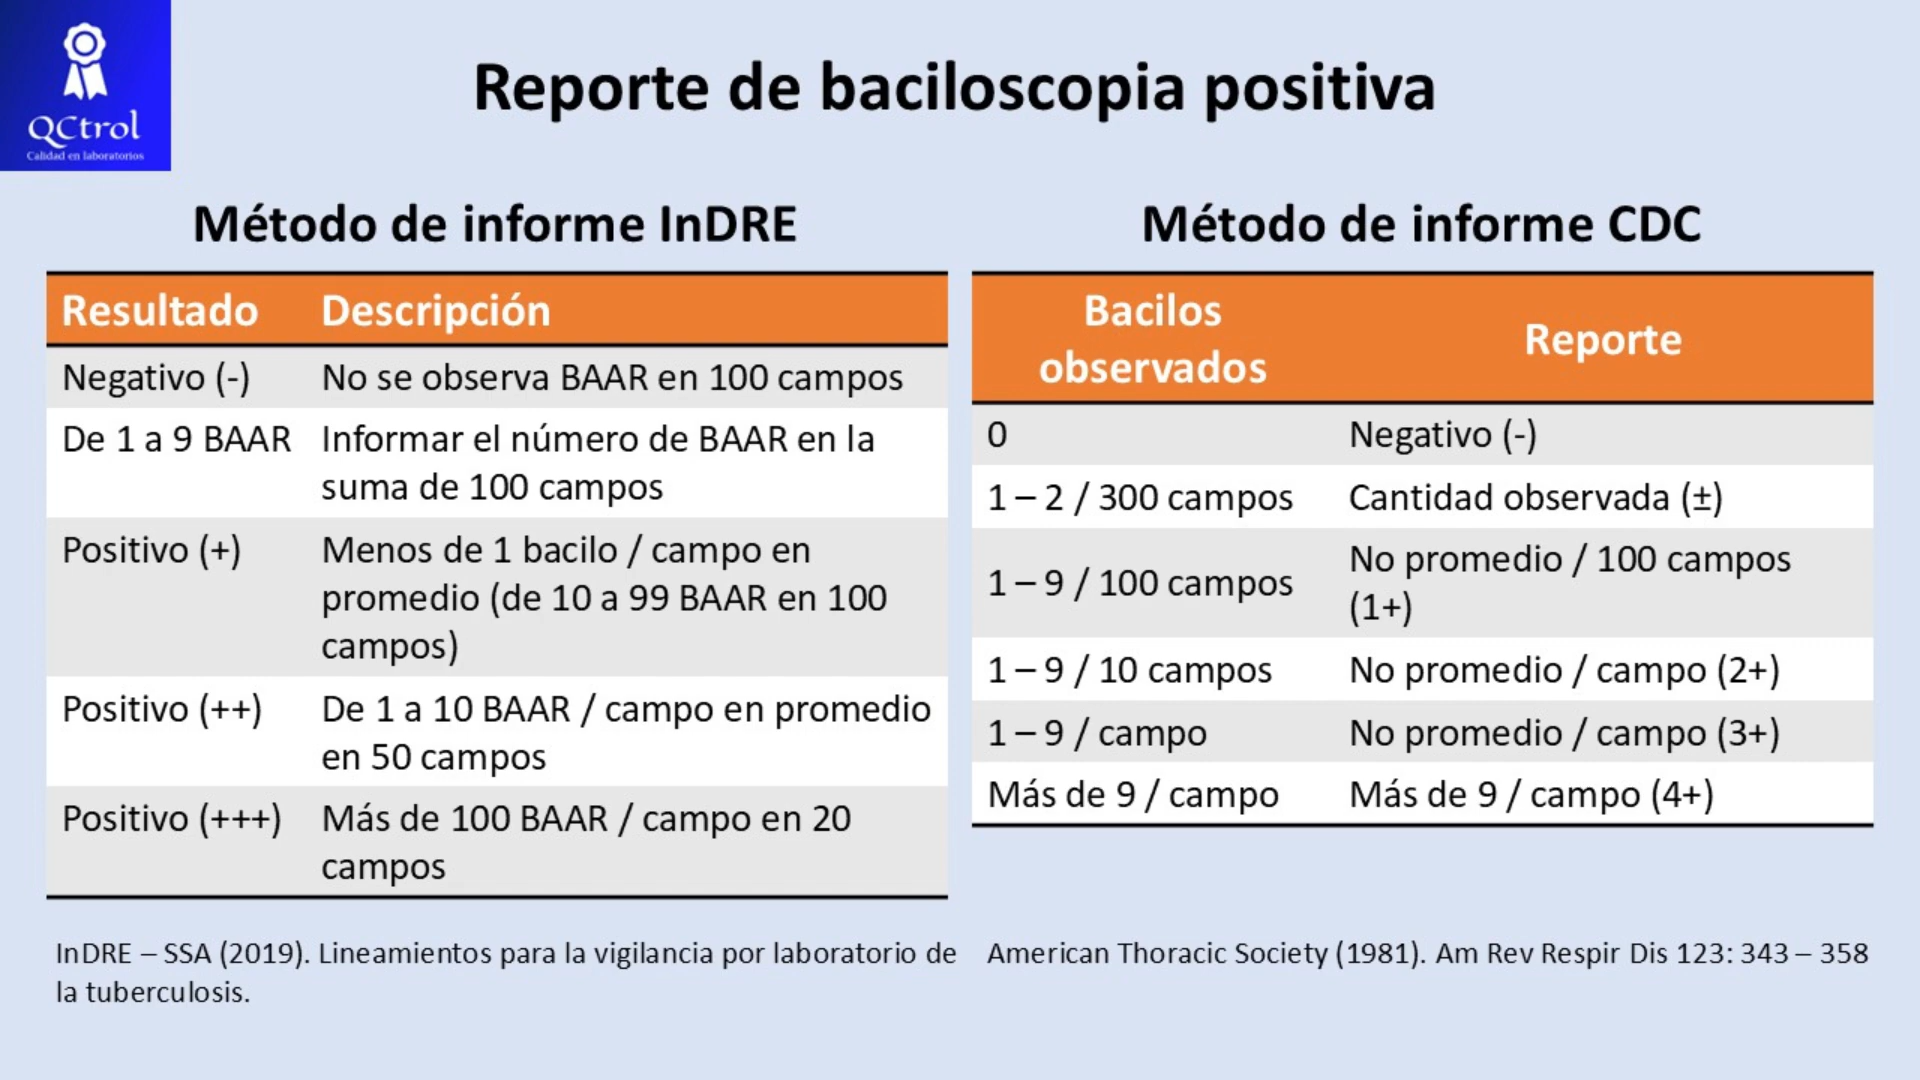 QCtrol
Calidad en laboratorios
Reporte de baciloscopia positiva
Método de informe InDRE
Resultado Descripción
Negativo (-) No se observa BAAR en 100 campos
De 1 a 9 BAAR Informar el número de BAAR en la
suma de 100 campos
Positivo (+) Menos de 1 bacilo / campo en
promedio (de 10 a 99 BAAR en 100
campos)
Positivo (++) De 1 a 10 BAAR / campo en promedio
en 50 campos
Positivo (+++) Más de 100 BAAR / campo en 20
campos
InDRE – SSA (2019). Lineamientos para la vigilancia por laboratorio de
la tuberculosis.
Método de informe CDC
Bacilos
observados
Reporte
0 Negativo (-)
1 – 2 / 300 campos Cantidad observada (±)
1 – 9 / 100 campos No promedio / 100 campos
(1+)
1 – 9 / 10 campos No promedio / campo (2+)
1 – 9 / campo No promedio / campo (3+)
Más de 9 / campo Más de 9 / campo (4+)
American Thoracic Society (1981). Am Rev Respir Dis 123: 343 – 358